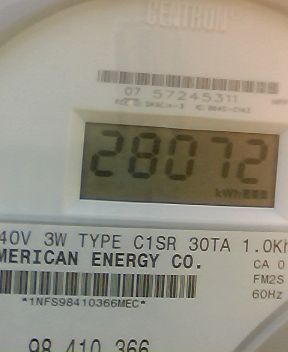 CENTRON
07 57245311
28072
kWh
40V 3W TYPE C1SR 30TA 1.0Kh
MERICAN ENERGY CO.
CA 0
FM2S
60Hz
*1NFS98410366MEC*
98 410 366